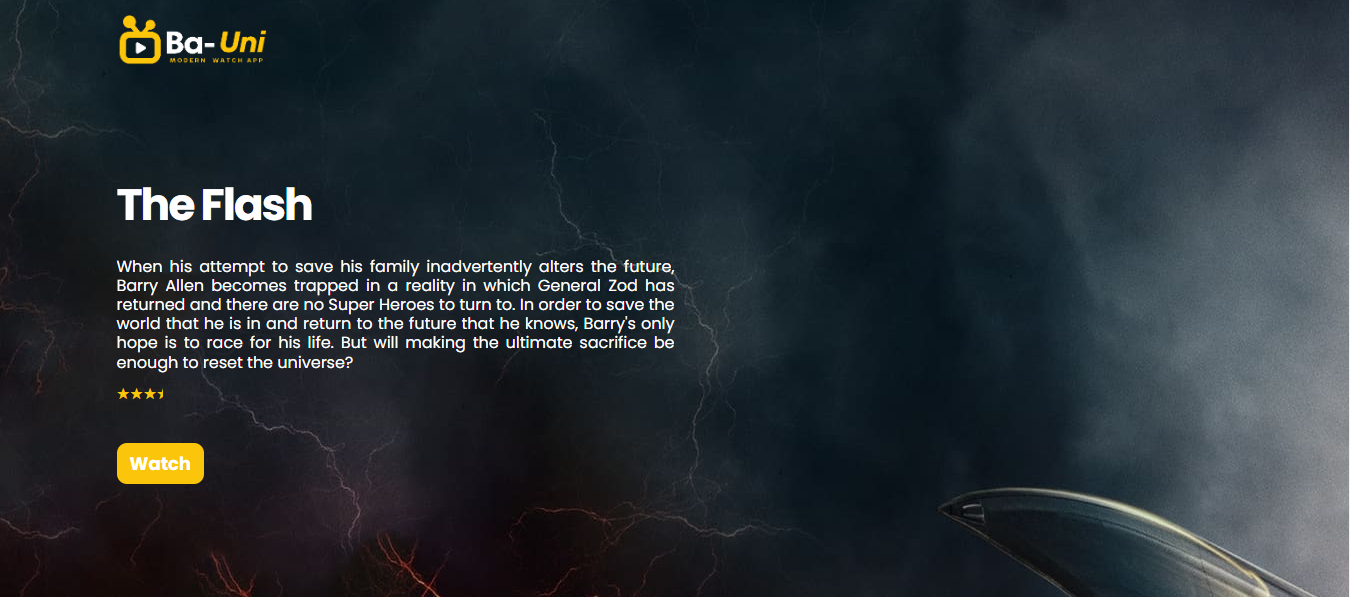 Ba-Uni
MODERN WATCH APP
The Flash
When his attempt to save his family inadvertently alters the future,
Barry Allen becomes trapped in a reality in which General Zod has
returned and there are no Super Heroes to turn to. In order to save the
world that he is in and return to the future that he knows, Barry's only
hope is to race for his life. But will making the ultimate sacrifice be
enough to reset the universe?
Watch